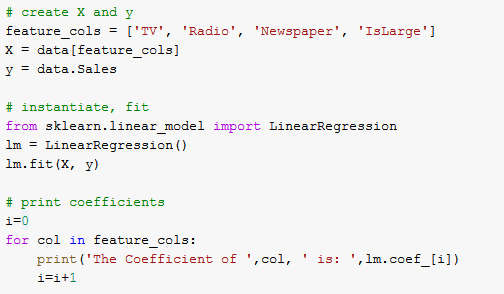 # create X and y
feature_cols = ['TV', 'Radio', 'Newspaper', 'IsLarge']
X = data[feature_cols]
y = data.Sales
# instantiate, fit
from sklearn.linear_model import LinearRegression
lm = LinearRegression()
lm.fit(X, y)
# print coefficients
i=0
for col in feature_cols:
    print('The Coefficient of ',col, ' is: ',lm.coef_[i])
    i=i+1